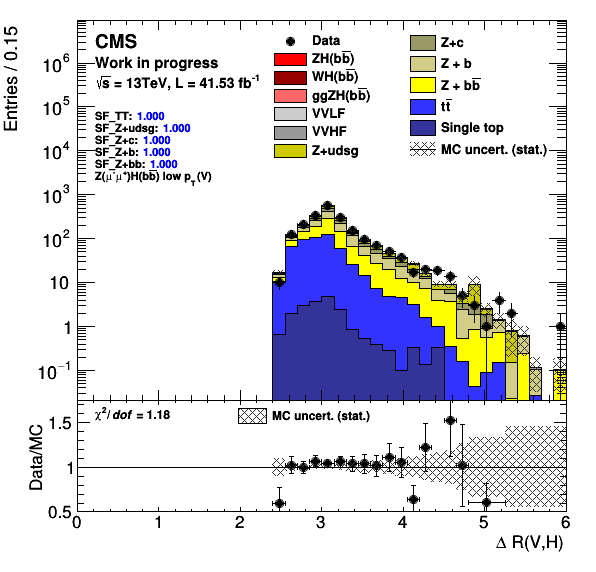 CMS
Work in progress
√s = 13TeV, L = 41.53 fb⁻¹
SF_TT: 1.000
SF_Z+udsg: 1.000
SF_Z+c: 1.000
SF_Z+b: 1.000
SF_Z+bb: 1.000
Z(μ⁻μ⁺)H(bb̅) low p_T(V)
Data
ZH(bb̅)
WH(bb̅)
ggZH(bb̅)
VVLF
VVHF
Z+udsg
Z+c
Z + b
Z + bb̅
tt̅
Single top
MC uncert. (stat.)
Entries / 0.15
10⁶
10⁵
10⁴
10³
10²
10
1
10⁻¹
χ²/dof = 1.18
MC uncert. (stat.)
Data/MC
1.5
1
0.5
0 1 2 3 4 5 6
Δ R(V,H)